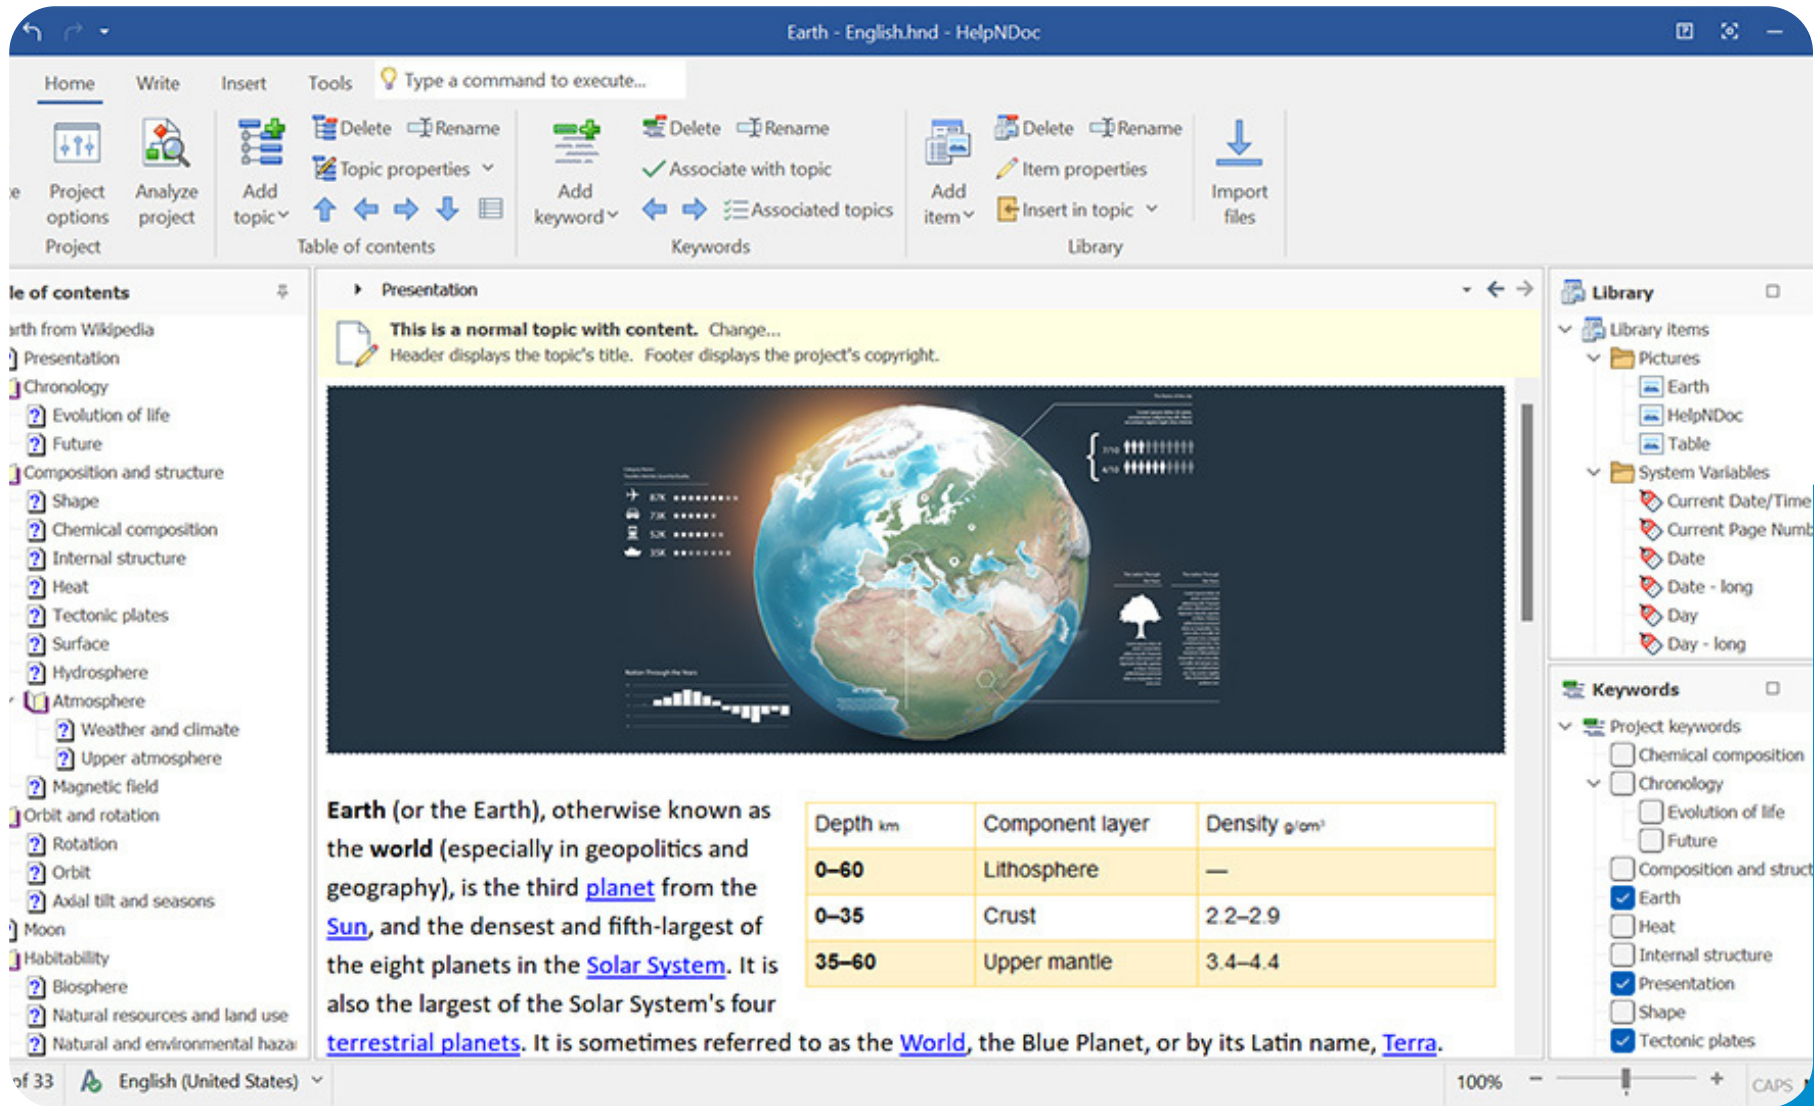 Earth - English.hnd - HelpNDoc
Home Write Insert Tools Type a command to execute...
Project options
Analyze project
Project
Add topic
Delete Rename
Topic properties
Table of contents
Add keyword
Delete Rename
Associate with topic
Associated topics
Keywords
Add item
Delete Rename
Item properties
Insert in topic
Library
Import files
le of contents
arth from Wikipedia
Presentation
Chronology
Evolution of life
Future
Composition and structure
Shape
Chemical composition
Internal structure
Heat
Tectonic plates
Surface
Hydrosphere
Atmosphere
Weather and climate
Upper atmosphere
Magnetic field
Orbit and rotation
Rotation
Orbit
Axial tilt and seasons
Moon
Habitability
Biosphere
Natural resources and land use
Natural and environmental haza
Presentation
This is a normal topic with content. Change...
Header displays the topic's title. Footer displays the project's copyright.
87K
73K
52K
35K
Nation Through the Years
7/10
4/10
Earth (or the Earth), otherwise known as
the world (especially in geopolitics and
geography), is the third planet from the
Sun, and the densest and fifth-largest of
the eight planets in the Solar System. It is
also the largest of the Solar System's four
terrestrial planets. It is sometimes referred to as the World, the Blue Planet, or by its Latin name, Terra.
Depth km Component layer Density g/cm³
0–60 Lithosphere —
0–35 Crust 2.2–2.9
35–60 Upper mantle 3.4–4.4
Library
Library items
Pictures
Earth
HelpNDoc
Table
System Variables
Current Date/Time
Current Page Numb
Date
Date - long
Day
Day - long
Keywords
Project keywords
Chemical composition
Chronology
Evolution of life
Future
Composition and struct
Earth
Heat
Internal structure
Presentation
Shape
Tectonic plates
of 33 English (United States) 100% CAPS